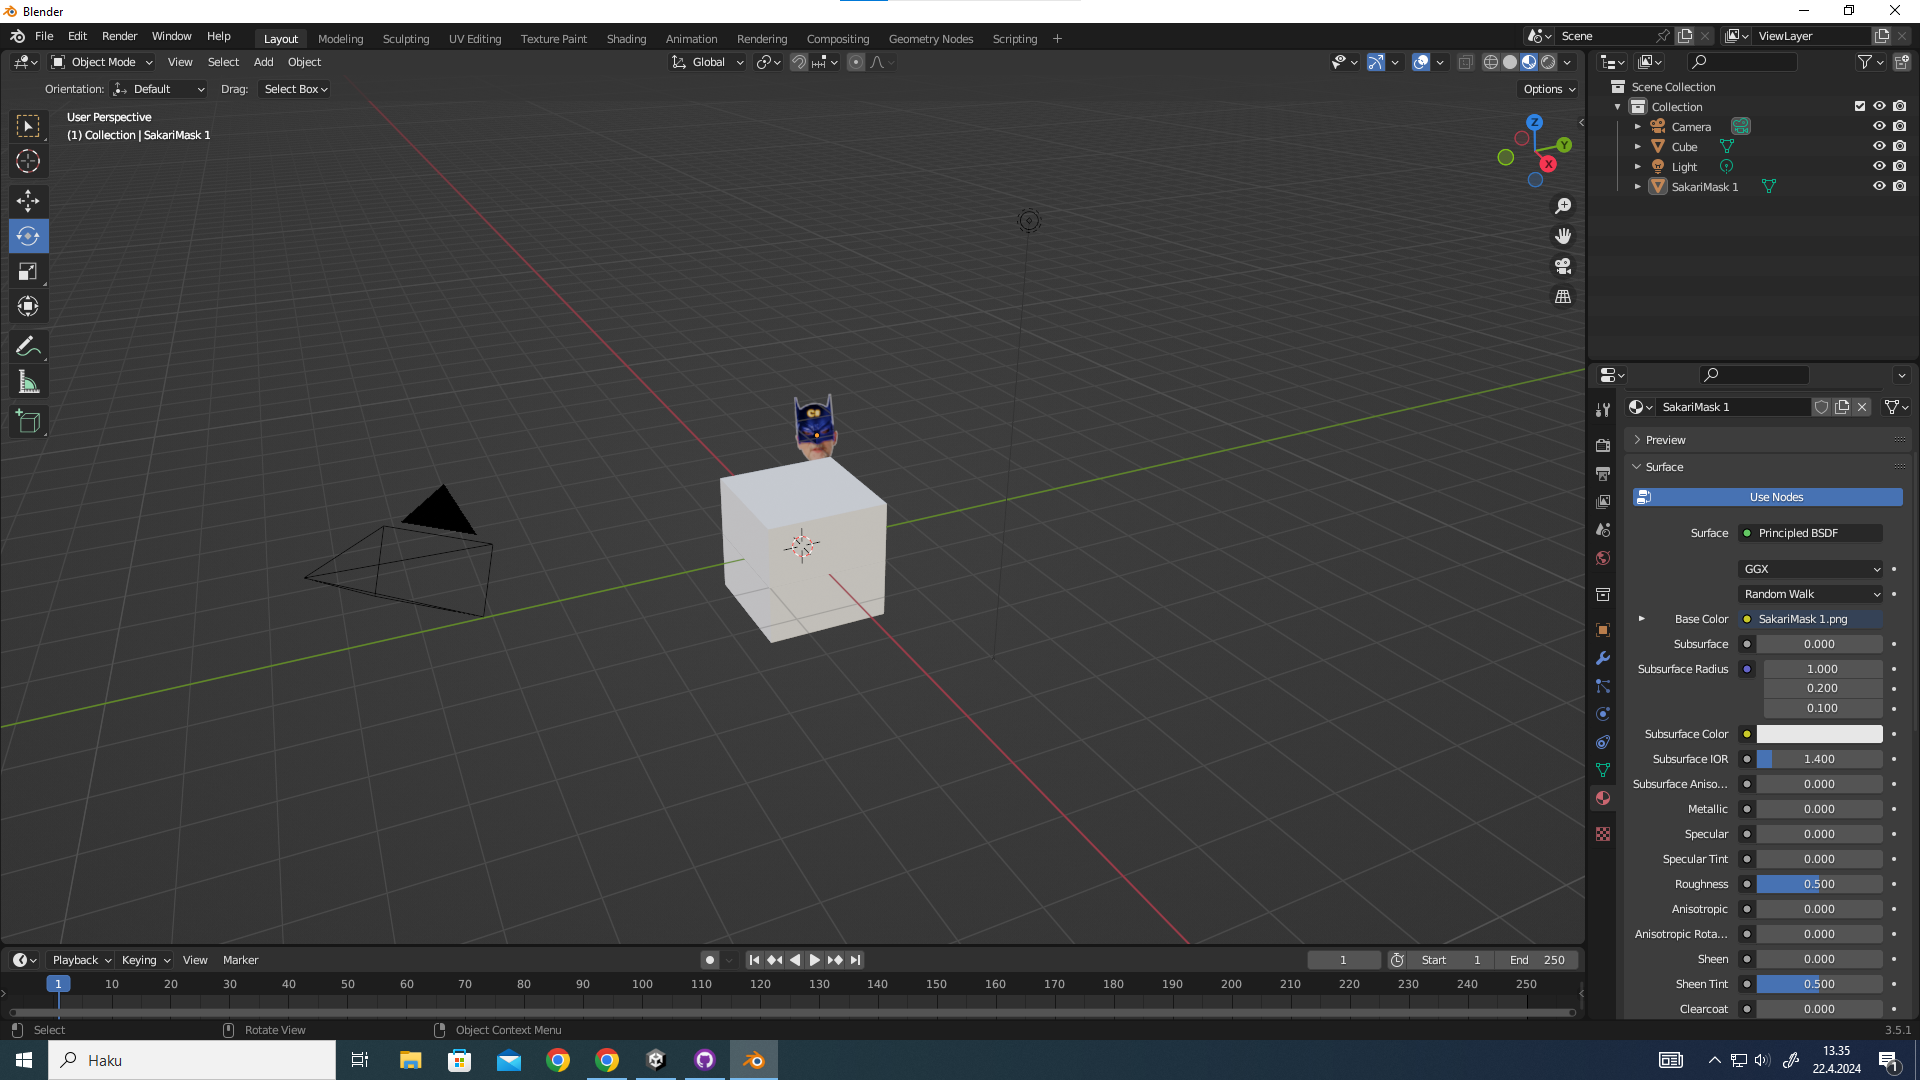 Blender
File Edit Render Window Help Layout Modeling Sculpting UV Editing Texture Paint Shading Animation Rendering Compositing Geometry Nodes Scripting + Scene ViewLayer
Object Mode View Select Add Object Global
Orientation: Default Drag: Select Box Options
User Perspective
(1) Collection | SakariMask 1
Z
Y
X
Scene Collection
Collection
Camera
Cube
Light
SakariMask 1
SakariMask 1
Preview
Surface
Use Nodes
Surface Principled BSDF
GGX
Random Walk
Base Color SakariMask 1.png
Subsurface 0.000
Subsurface Radius 1.000
0.200
0.100
Subsurface Color
Subsurface IOR 1.400
Subsurface Aniso... 0.000
Metallic 0.000
Specular 0.000
Specular Tint 0.000
Roughness 0.500
Anisotropic 0.000
Anisotropic Rota... 0.000
Sheen 0.000
Sheen Tint 0.500
Clearcoat 0.000
Playback Keying View Marker 1 Start 1 End 250
1 10 20 30 40 50 60 70 80 90 100 110 120 130 140 150 160 170 180 190 200 210 220 230 240 250
Select Rotate View Object Context Menu 3.5.1
Haku
13.35
22.4.2024
1